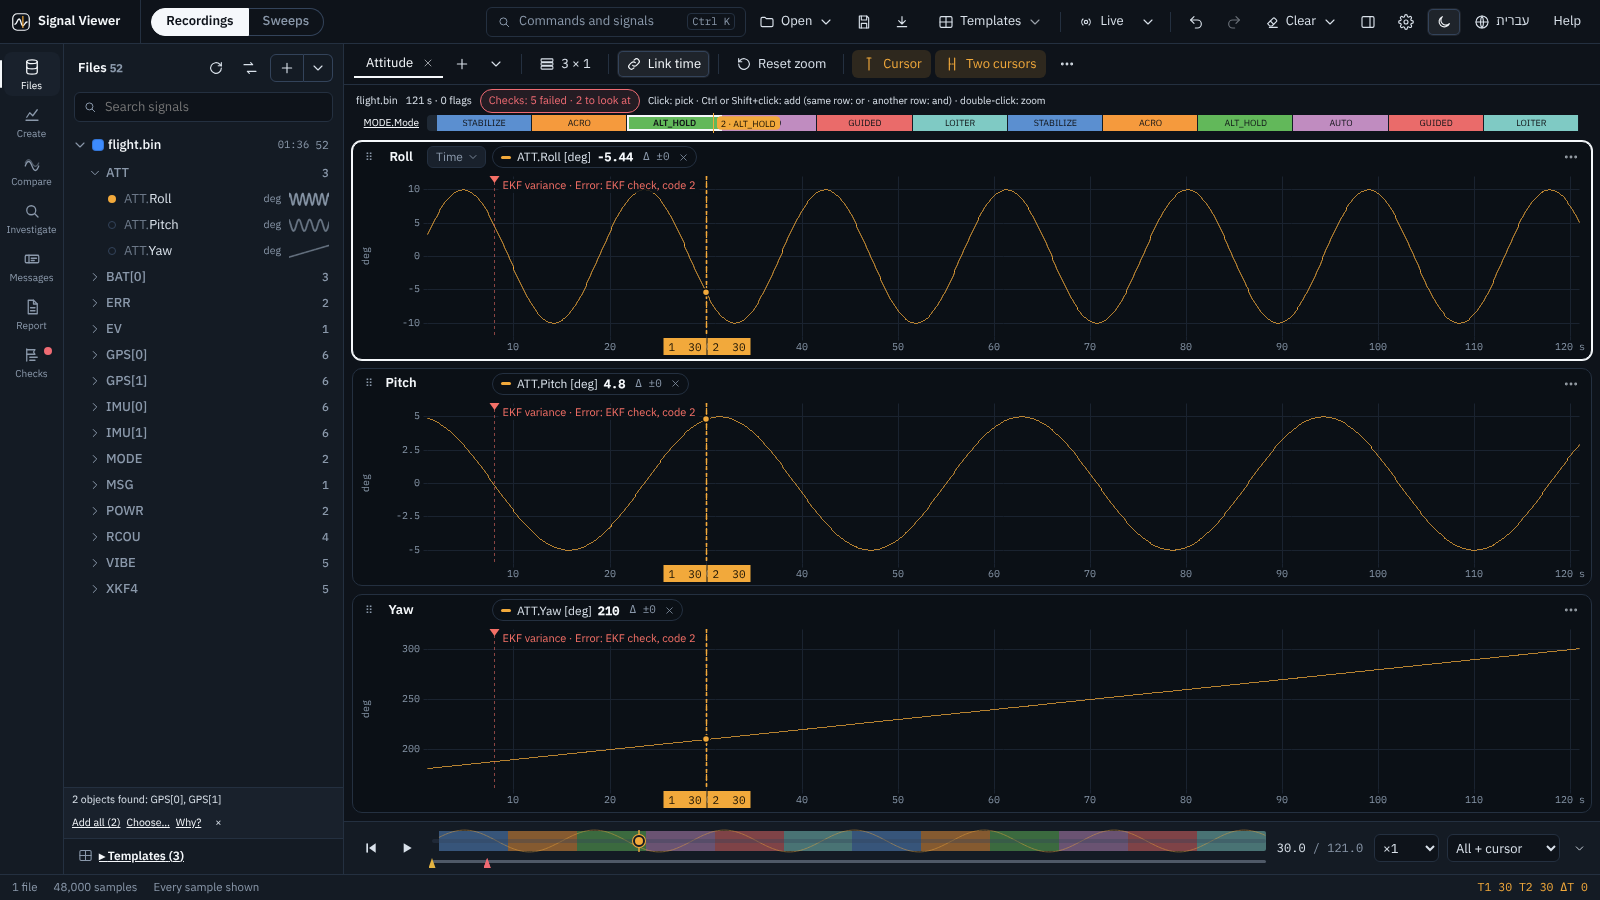 Signal Viewer
Recordings
Sweeps
Commands and signals
Ctrl K
Open
Templates
Live
Clear
עברית
Help
Files
Create
Compare
Investigate
Messages
Report
Checks
Files 52
Search signals
flight.bin 01:36 52
ATT 3
ATT.Roll deg
ATT.Pitch deg
ATT.Yaw deg
BAT[0] 3
ERR 2
EV 1
GPS[0] 6
GPS[1] 6
IMU[0] 6
IMU[1] 6
MODE 2
MSG 1
POWR 2
RCOU 4
VIBE 5
XKF4 5
2 objects found: GPS[0], GPS[1]
Add all (2) Choose... Why? ×
▸ Templates (3)
Attitude ×
3 × 1
Link time
Reset zoom
Cursor
Two cursors
flight.bin 121 s · 0 flags Checks: 5 failed · 2 to look at Click: pick · Ctrl or Shift+click: add (same row: or · another row: and) · double-click: zoom
MODE.Mode STABILIZE ACRO ALT_HOLD 2 · ALT_HOLD GUIDED LOITER STABILIZE ACRO ALT_HOLD AUTO GUIDED LOITER
Roll Time ATT.Roll [deg] -5.44 Δ ±0 ×
EKF variance · Error: EKF check, code 2
10
5
0
-5
-10
deg
10 20 1 30 2 30 40 50 60 70 80 90 100 110 120 s
Pitch ATT.Pitch [deg] 4.8 Δ ±0 ×
EKF variance · Error: EKF check, code 2
5
2.5
0
-2.5
-5
deg
10 20 1 30 2 30 40 50 60 70 80 90 100 110 120 s
Yaw ATT.Yaw [deg] 210 Δ ±0 ×
EKF variance · Error: EKF check, code 2
300
250
200
deg
10 20 1 30 2 30 40 50 60 70 80 90 100 110 120 s
30.0 / 121.0 ×1 All + cursor
1 file 48,000 samples Every sample shown
T1 30 T2 30 ΔT 0